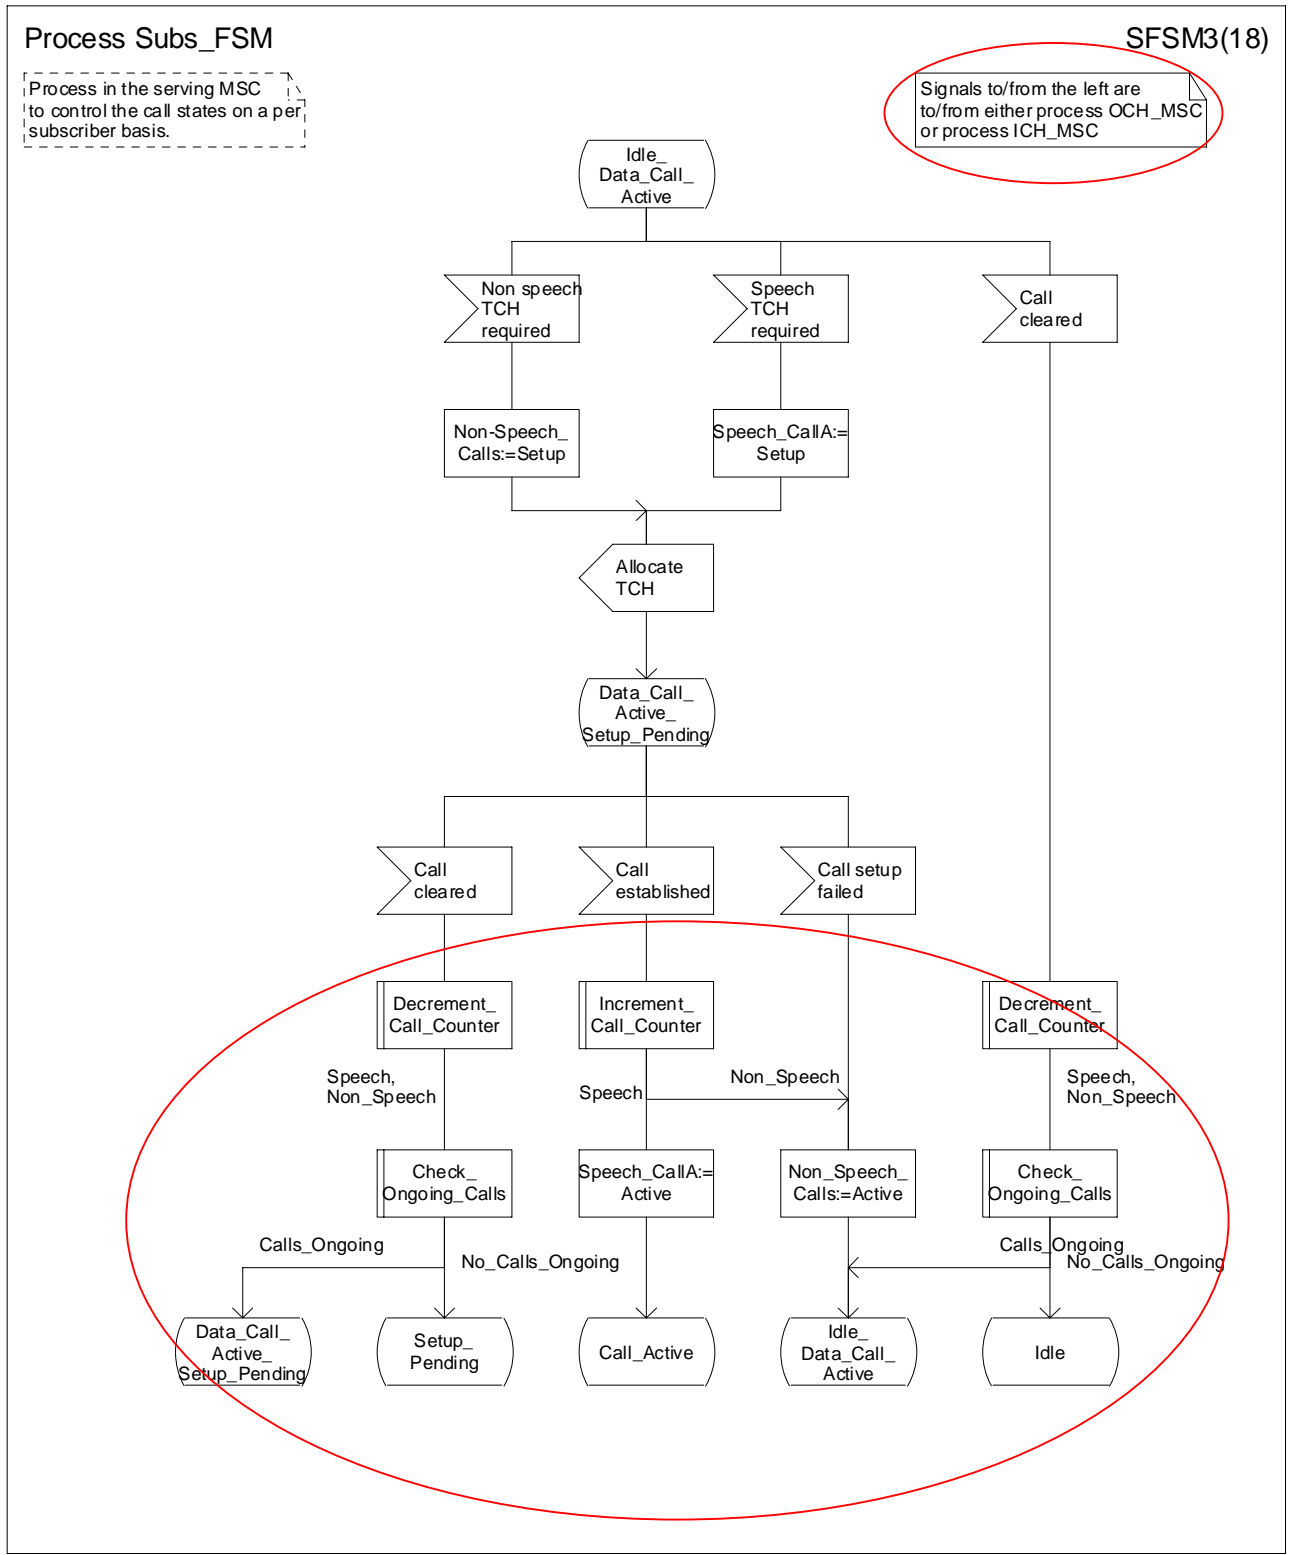 Process Subs_FSM
SFSM3(18)
Process in the serving MSC
to control the call states on a per
subscriber basis.
Signals to/from the left are
to/from either process OCH_MSC
or process ICH_MSC
Idle_
Data_Call_
Active
Non speech
TCH
required
Speech
TCH
required
Call
cleared
Non-Speech_
Calls:=Setup
Speech_CallA:=
Setup
Allocate
TCH
Data_Call_
Active_
Setup_Pending
Call
cleared
Call
established
Call setup
failed
Decrement_
Call_Counter
Increment_
Call_Counter
Decrement_
Call_Counter
Speech,
Non_Speech
Speech
Non_Speech
Speech,
Non_Speech
Check_
Ongoing_Calls
Speech_CallA:=
Active
Non_Speech_
Calls:=Active
Check_
Ongoing_Calls
Calls_Ongoing
No_Calls_Ongoing
Calls_Ongoing
No_Calls_Ongoing
Data_Call_
Active_
Setup_Pending
Setup_
Pending
Call_Active
Idle_
Data_Call_
Active
Idle